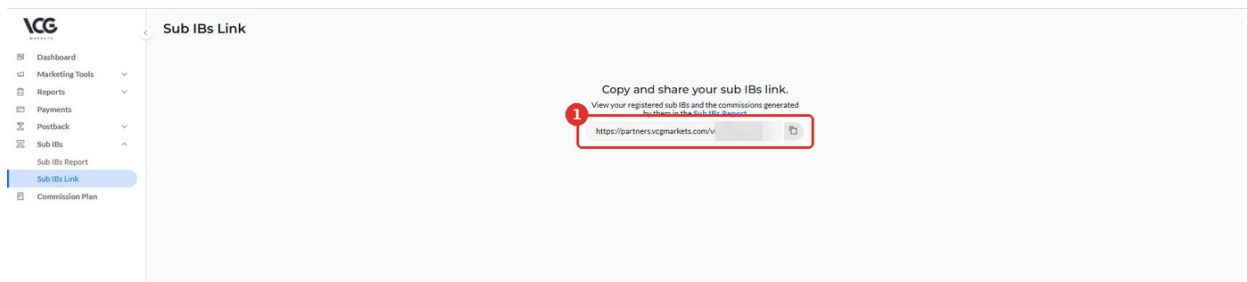 VCG
MARKETS
Sub IBs Link
Dashboard
Marketing Tools
Reports
Payments
Postback
Sub IBs
Sub IBs Report
Sub IBs Link
Commission Plan
Copy and share your sub IBs link.
View your registered sub IBs and the commissions generated
by them in the Sub IBs Report
1
https://partners.vcgmarkets.com/vi